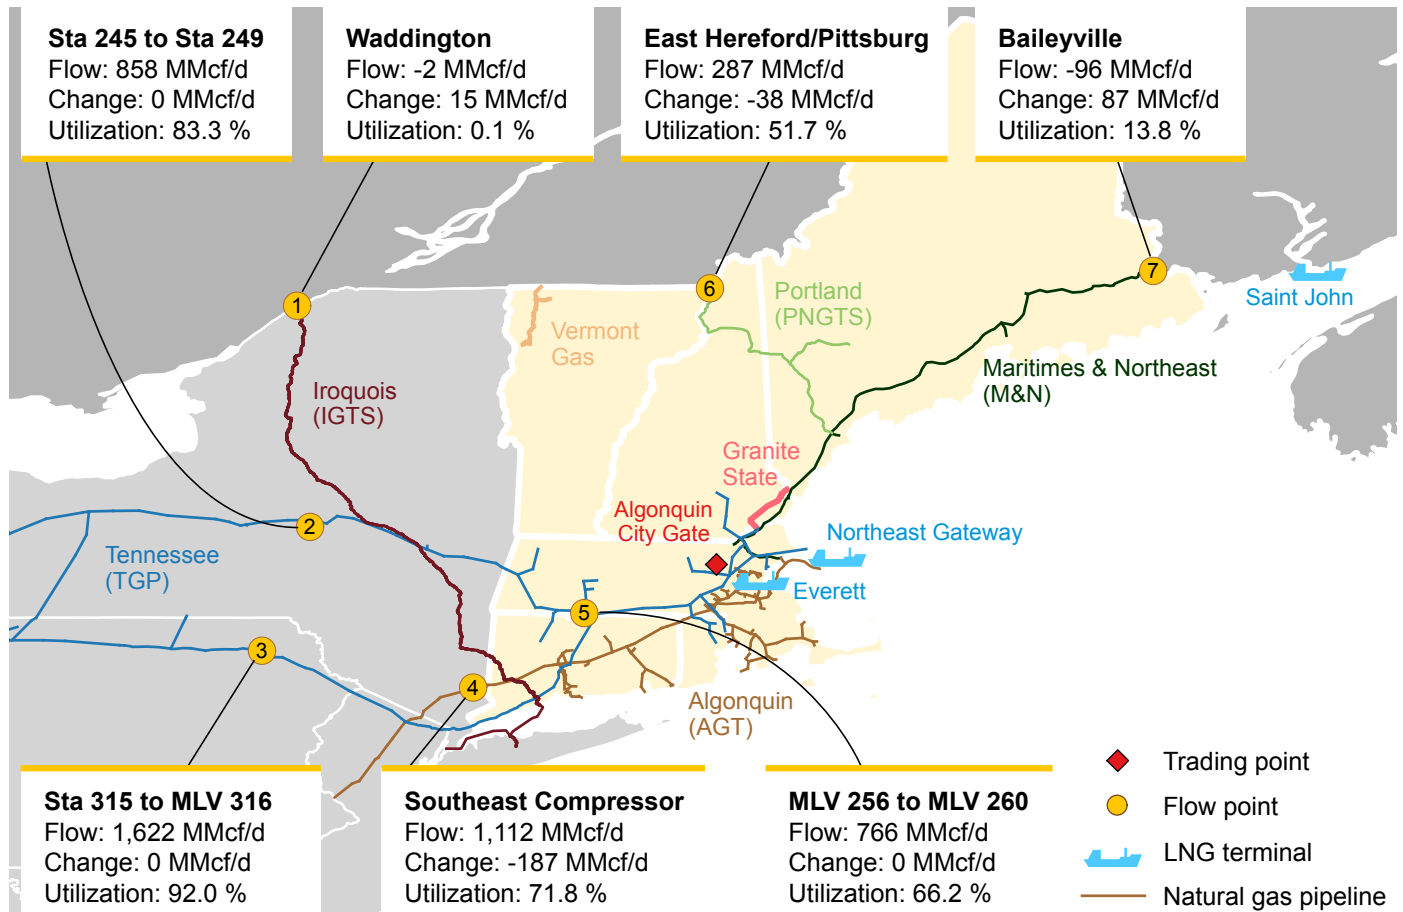 Sta 245 to Sta 249
Flow: 858 MMcf/d
Change: 0 MMcf/d
Utilization: 83.3 %
Waddington
Flow: -2 MMcf/d
Change: 15 MMcf/d
Utilization: 0.1 %
East Hereford/Pittsburg
Flow: 287 MMcf/d
Change: -38 MMcf/d
Utilization: 51.7 %
Baileyville
Flow: -96 MMcf/d
Change: 87 MMcf/d
Utilization: 13.8 %
1
6
7
Saint John
Portland
(PNGTS)
Vermont
Gas
Iroquois
(IGTS)
Maritimes & Northeast
(M&N)
Granite
State
Algonquin
City Gate
2
Northeast Gateway
Tennessee
(TGP)
Everett
5
3
4
Algonquin
(AGT)
Sta 315 to MLV 316
Flow: 1,622 MMcf/d
Change: 0 MMcf/d
Utilization: 92.0 %
Southeast Compressor
Flow: 1,112 MMcf/d
Change: -187 MMcf/d
Utilization: 71.8 %
MLV 256 to MLV 260
Flow: 766 MMcf/d
Change: 0 MMcf/d
Utilization: 66.2 %
Trading point
Flow point
LNG terminal
Natural gas pipeline